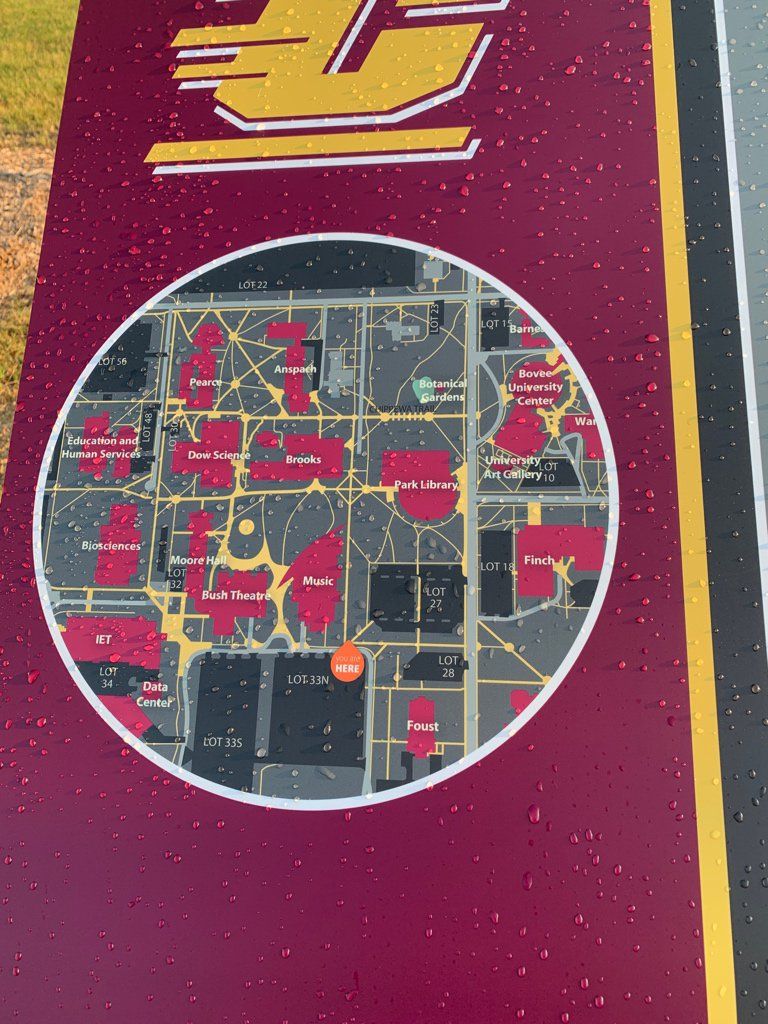 LOT 22
LOT 23
LOT 15
Barnes
LOT 56
Pearce
Anspach
Botanical
Gardens
Bovee
University
Center
CHIPPEWA TRAIL
LOT 48
LOT 30
War
Education and
Human Services
Dow Science
Brooks
Park Library
University
Art Gallery
LOT
10
Biosciences
Moore Hall
LOT
32
Bush Theatre
Music
LOT
27
LOT 18
Finch
IET
LOT
34
Data
Center
LOT 33N
YOU ARE
HERE
LOT
28
LOT 33S
Foust